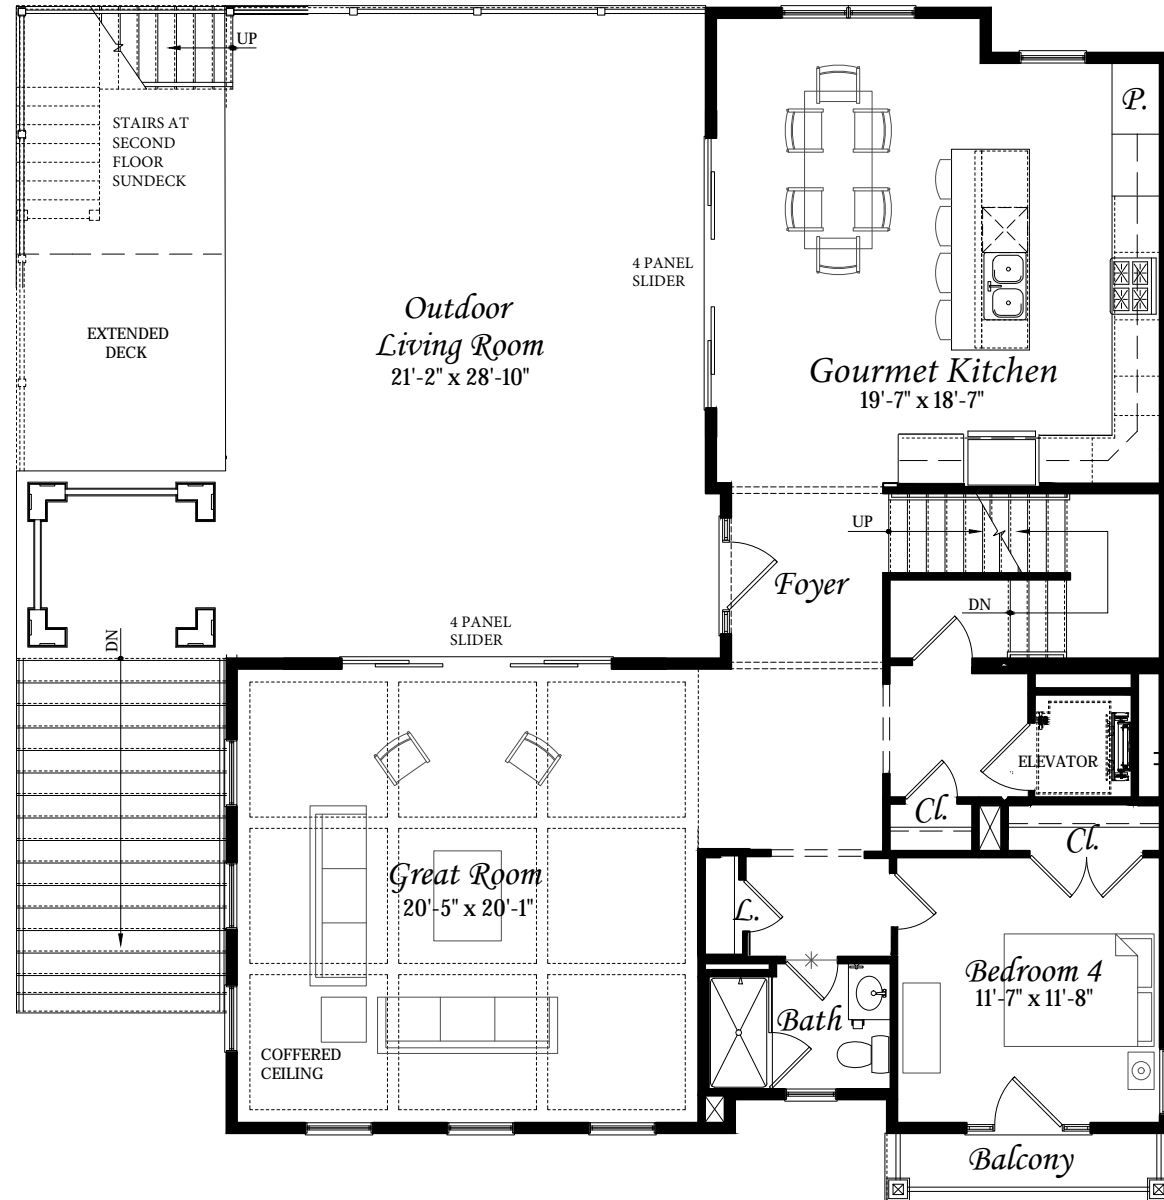 UP
STAIRS AT
SECOND
FLOOR
SUNDECK
P.
4 PANEL
SLIDER
EXTENDED
DECK
Outdoor
Living Room
21'-2" x 28'-10"
Gourmet Kitchen
19'-7" x 18'-7"
UP
Foyer
DN
DN
4 PANEL
SLIDER
ELEVATOR
Cl.
Cl.
Great Room
20'-5" x 20'-1"
L.
Bedroom 4
11'-7" x 11'-8"
Bath
COFFERED
CEILING
Balcony